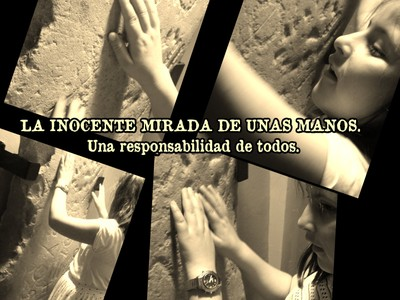 LA INOCENTE MIRADA DE UNAS MANOS.
Una responsabilidad de todos.